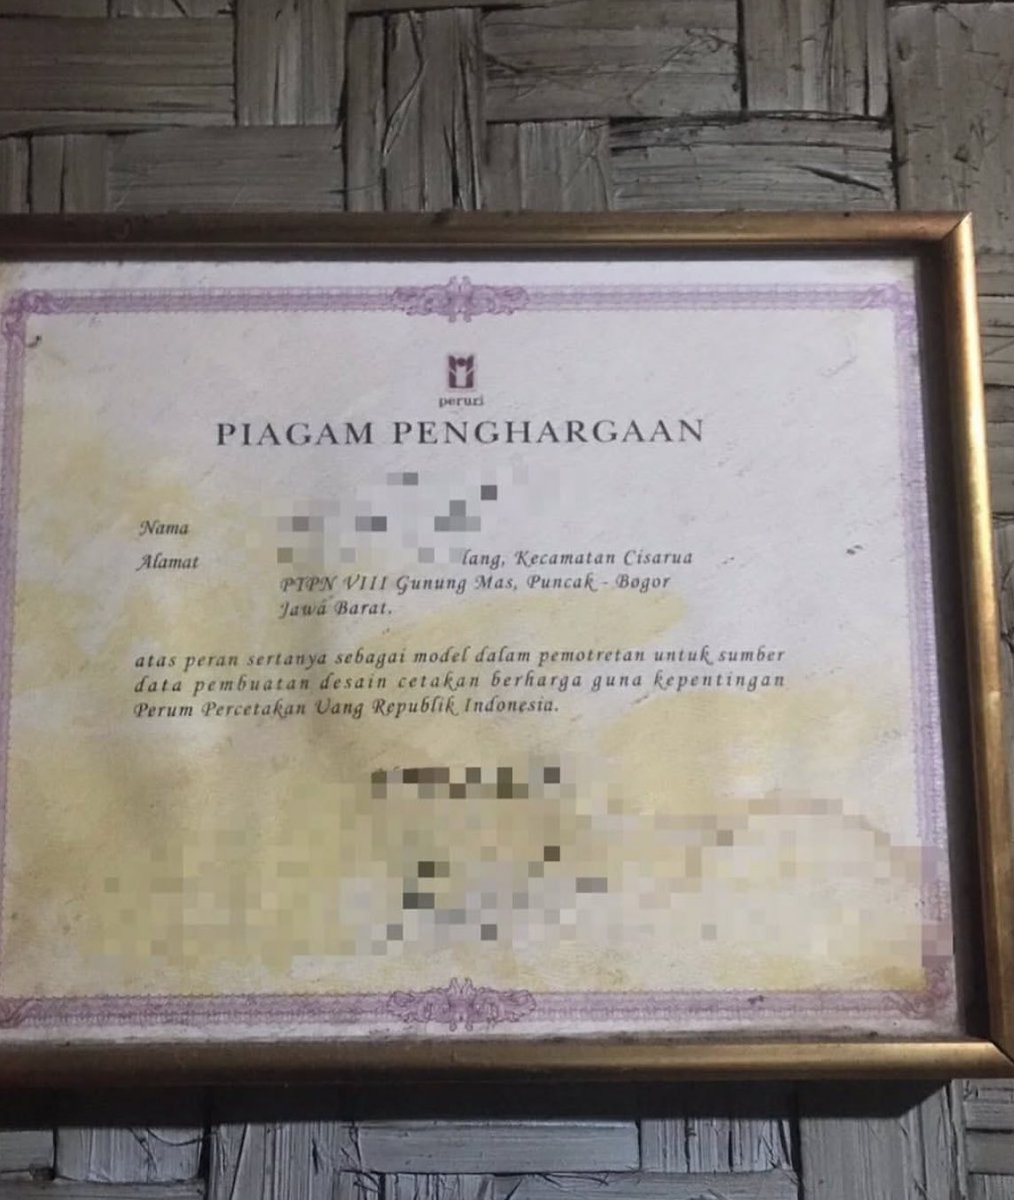 peruri
PIAGAM PENGHARGAAN
Nama
Alamat lang, Kecamatan Cisarua
PTPN VIII Gunung Mas, Puncak - Bogor
Jawa Barat.
atas peran sertanya sebagai model dalam pemotretan untuk sumber
data pembuatan desain cetakan berharga guna kepentingan
Perum Percetakan Uang Republik Indonesia.